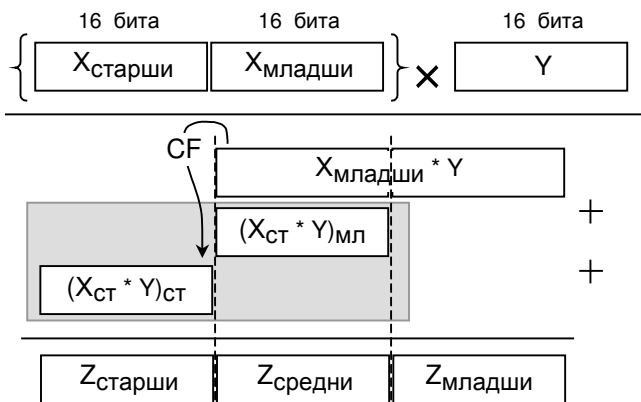 16 бита 16 бита 16 бита
{ Xстарши Xмладши } × Y
CF
Xмладши * Y
+
(Xст * Y)мл
+
(Xст * Y)ст
Zстарши Zсредни Zмладши